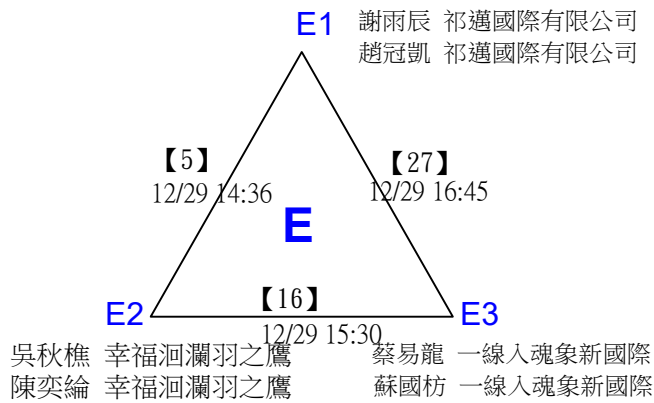 E1
謝雨辰 祁邁國際有限公司
趙冠凱 祁邁國際有限公司
【5】
12/29 14:36
【27】
12/29 16:45
E
【16】
12/29 15:30
E2
吳秋樵 幸福洄瀾羽之鷹
陳奕綸 幸福洄瀾羽之鷹
E3
蔡易龍 一線入魂象新國際
蘇國枋 一線入魂象新國際